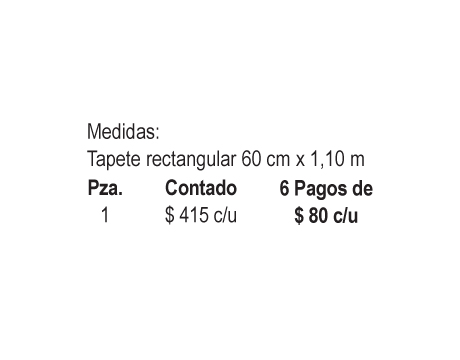 Medidas:
Tapete rectangular 60 cm x 1,10 m
Pza. Contado 6 Pagos de
1 $ 415 c/u $ 80 c/u